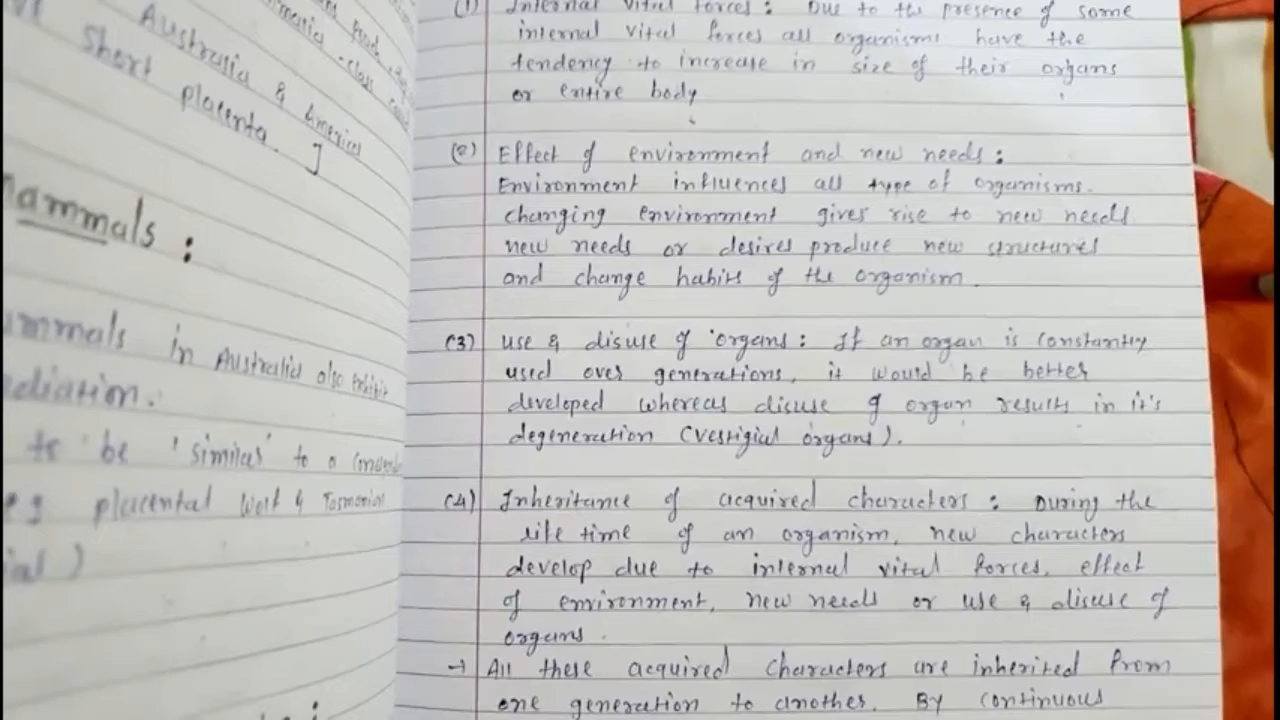 Australia & America
short placenta. ]
mammals :
in Australia also exhibit
to be 'similar' to a
placental Wolf & Tasmanian
(1) Internal vital forces : Due to the presence of some
internal vital forces all organisms have the
tendency to increase in size of their organs
or entire body
(2) Effect of environment and new needs :
Environment influences all type of organisms.
changing environment gives rise to new needs.
new needs or desires produce new structures
and change habits of the organism.
(3) use & disuse of organs : If an organ is constantly
used over generations, it would be better
developed whereas disuse of organ results in it's
degeneration (vestigial organs).
(4) Inheritance of acquired characters : During the
life time of an organism, new characters
develop due to internal vital forces, effect
of environment, new needs or use & disuse of
organs.
→ All these acquired characters are inherited from
one generation to another. By continuous